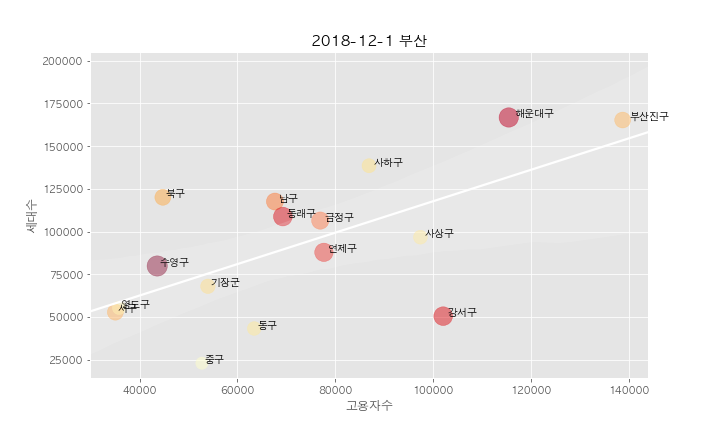 2018-12-1 부산
200000
175000
150000
125000
100000
75000
50000
25000
세대수
해운대구
부산진구
사하구
북구
남구
동래구
금정구
사상구
연제구
수영구
기장군
영도구
서구
강서구
동구
중구
40000
60000
80000
100000
120000
140000
고용자수